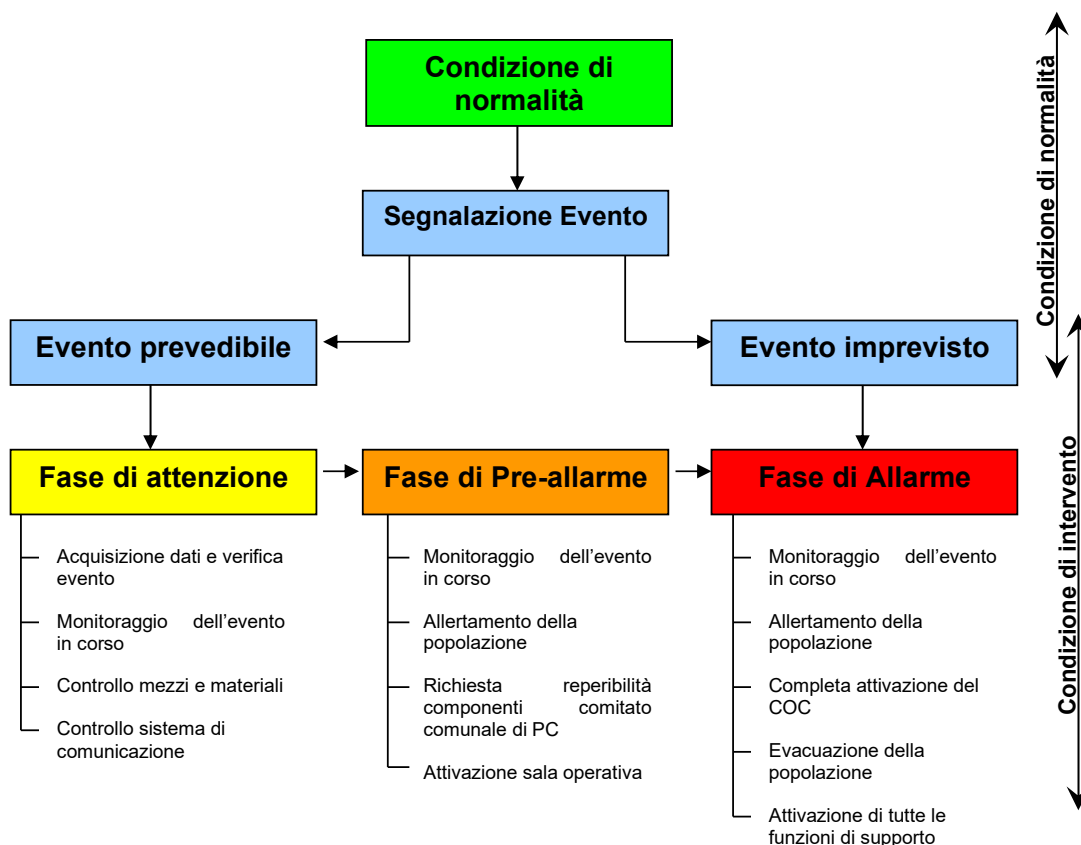 Condizione di
normalità
Segnalazione Evento
Evento prevedibile
Evento imprevisto
Fase di attenzione
Fase di Pre-allarme
Fase di Allarme
Acquisizione dati e verifica
evento
Monitoraggio dell’evento
in corso
Controllo mezzi e materiali
Controllo sistema di
comunicazione
Monitoraggio dell’evento
in corso
Allertamento della
popolazione
Richiesta reperibilità
componenti comitato
comunale di PC
Attivazione sala operativa
Monitoraggio dell’evento
in corso
Allertamento della
popolazione
Completa attivazione del
COC
Evacuazione della
popolazione
Attivazione di tutte le
funzioni di supporto
Condizione di normalità
Condizione di intervento